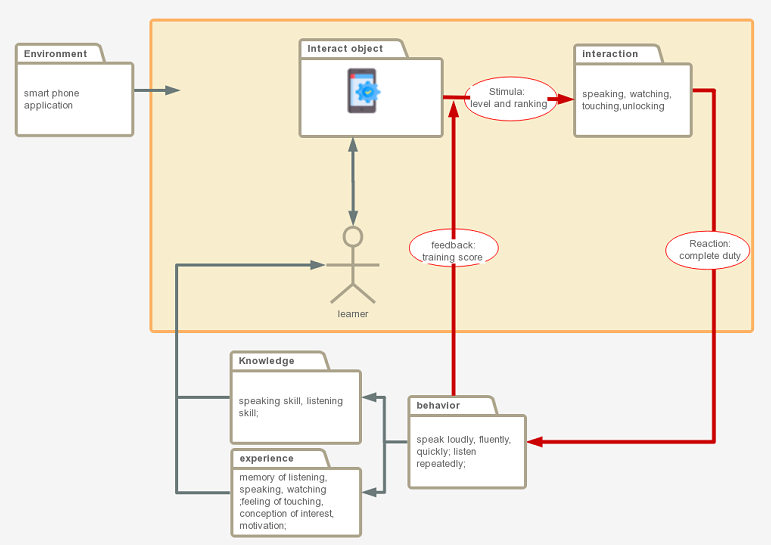 Environment
smart phone
application
Interact object
Stimula:
level and ranking
interaction
speaking, watching,
touching,unlocking
feedback:
training score
Reaction:
complete duty
learner
Knowledge
speaking skill, listening
skill;
experience
memory of listening,
speaking, watching
;feeling of touching,
conception of interest,
motivation;
behavior
speak loudly, fluently,
quickly; listen
repeatedly;